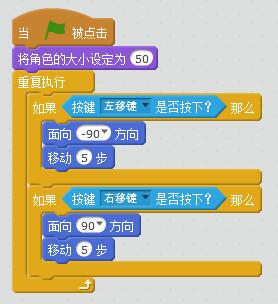 当 被点击
将角色的大小设定为 50
重复执行
如果 按键 左移键 是否按下? 那么
面向 -90 方向
移动 5 步
如果 按键 右移键 是否按下? 那么
面向 90 方向
移动 5 步